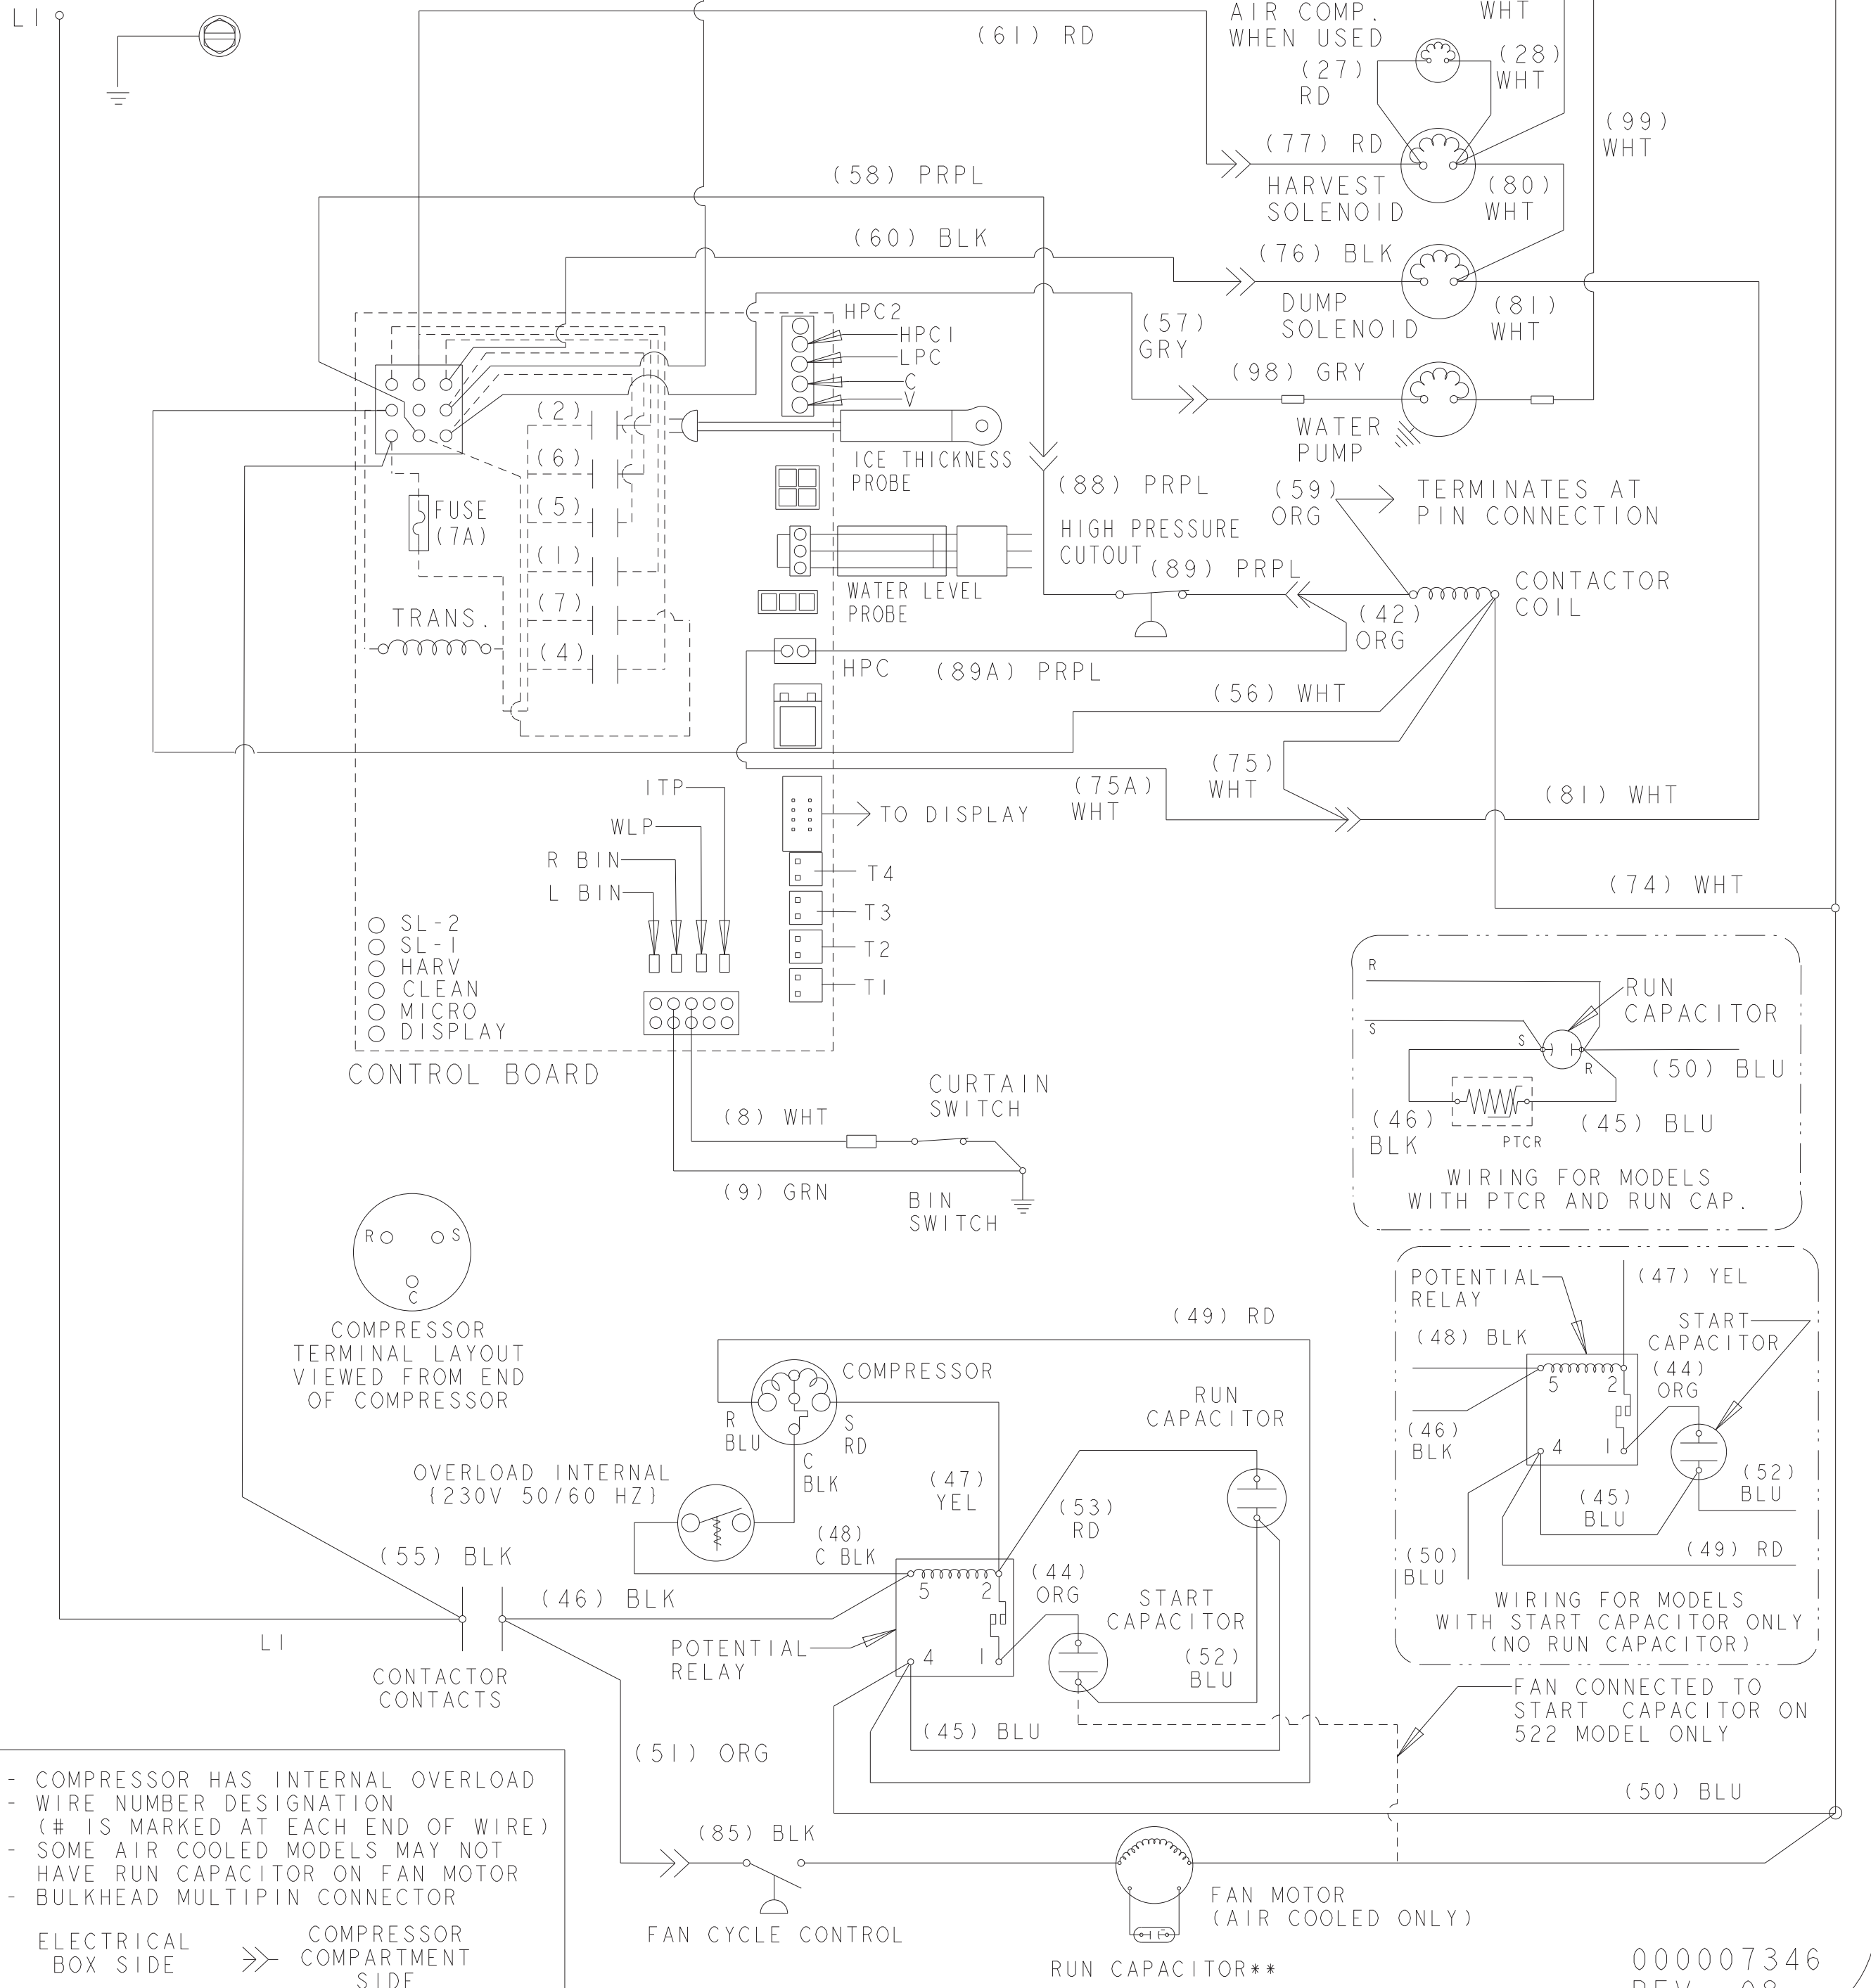 L1
(61) RD
AIR COMP.
WHEN USED
WHT
(27)
RD
(28)
WHT
(99)
WHT
(77) RD
HARVEST
SOLENOID
(80)
WHT
(58) PRPL
(60) BLK
(76) BLK
DUMP
SOLENOID
(81)
WHT
(57)
GRY
(98) GRY
WATER
PUMP
HPC2
HPC1
LPC
C
V
ICE THICKNESS
PROBE
(2)
(6)
(5)
(1)
(7)
(4)
FUSE
(7A)
TRANS.
(88) PRPL
(59)
ORG
TERMINATES AT
PIN CONNECTION
HIGH PRESSURE
CUTOUT
(89) PRPL
CONTACTOR
COIL
(42)
ORG
WATER LEVEL
PROBE
HPC
(89A) PRPL
(56) WHT
(75)
WHT
(75A)
WHT
(81) WHT
ITP
WLP
R BIN
L BIN
TO DISPLAY
T4
T3
T2
T1
(74) WHT
SL-2
SL-1
HARV
CLEAN
MICRO
DISPLAY
CONTROL BOARD
R
S
S
R
RUN
CAPACITOR
(50) BLU
(46)
BLK
PTCR
(45) BLU
WIRING FOR MODELS
WITH PTCR AND RUN CAP.
CURTAIN
SWITCH
(8) WHT
(9) GRN
BIN
SWITCH
R
S
C
COMPRESSOR
TERMINAL LAYOUT
VIEWED FROM END
OF COMPRESSOR
POTENTIAL
RELAY
(47) YEL
START
CAPACITOR
(48) BLK
5
2
(44)
ORG
(46)
BLK
4
1
(45)
BLU
(52)
BLU
(49) RD
(50)
BLU
WIRING FOR MODELS
WITH START CAPACITOR ONLY
(NO RUN CAPACITOR)
(49) RD
COMPRESSOR
R
BLU
S
RD
C
BLK
RUN
CAPACITOR
OVERLOAD INTERNAL
{230V 50/60 HZ}
(47)
YEL
(53)
RD
(48)
C BLK
(55) BLK
(46) BLK
5
2
(44)
ORG
START
CAPACITOR
4
1
(52)
BLU
L1
CONTACTOR
CONTACTS
POTENTIAL
RELAY
(45) BLU
FAN CONNECTED TO
START CAPACITOR ON
522 MODEL ONLY
(51) ORG
(50) BLU
- COMPRESSOR HAS INTERNAL OVERLOAD
- WIRE NUMBER DESIGNATION
(# IS MARKED AT EACH END OF WIRE)
- SOME AIR COOLED MODELS MAY NOT
HAVE RUN CAPACITOR ON FAN MOTOR
- BULKHEAD MULTIPIN CONNECTOR
ELECTRICAL
BOX SIDE
COMPRESSOR
COMPARTMENT
SIDE
(85) BLK
FAN CYCLE CONTROL
FAN MOTOR
(AIR COOLED ONLY)
RUN CAPACITOR**
000007346
REV. 08